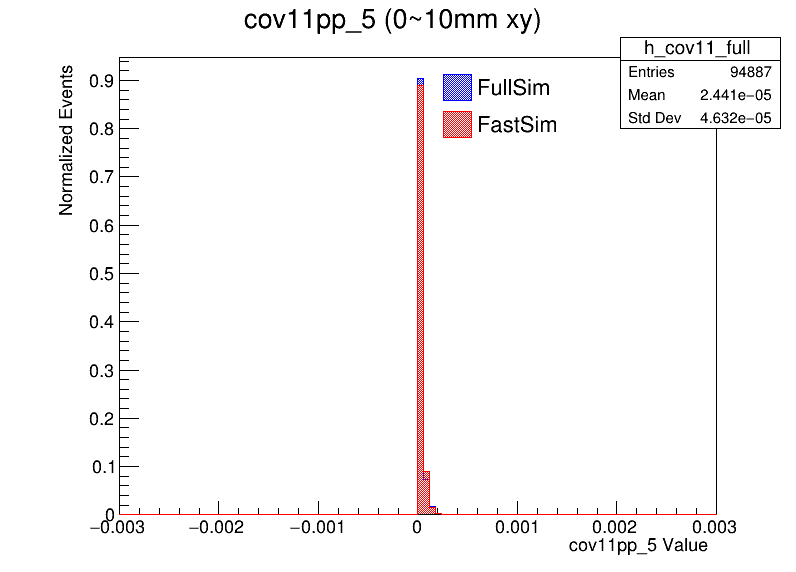 cov11pp_5 (0~10mm xy)
h_cov11_full
Entries 94887
Mean 2.441e−05
Std Dev 4.632e−05
FullSim
FastSim
Normalized Events
0.9
0.8
0.7
0.6
0.5
0.4
0.3
0.2
0.1
0
−0.003 −0.002 −0.001 0 0.001 0.002 0.003
cov11pp_5 Value